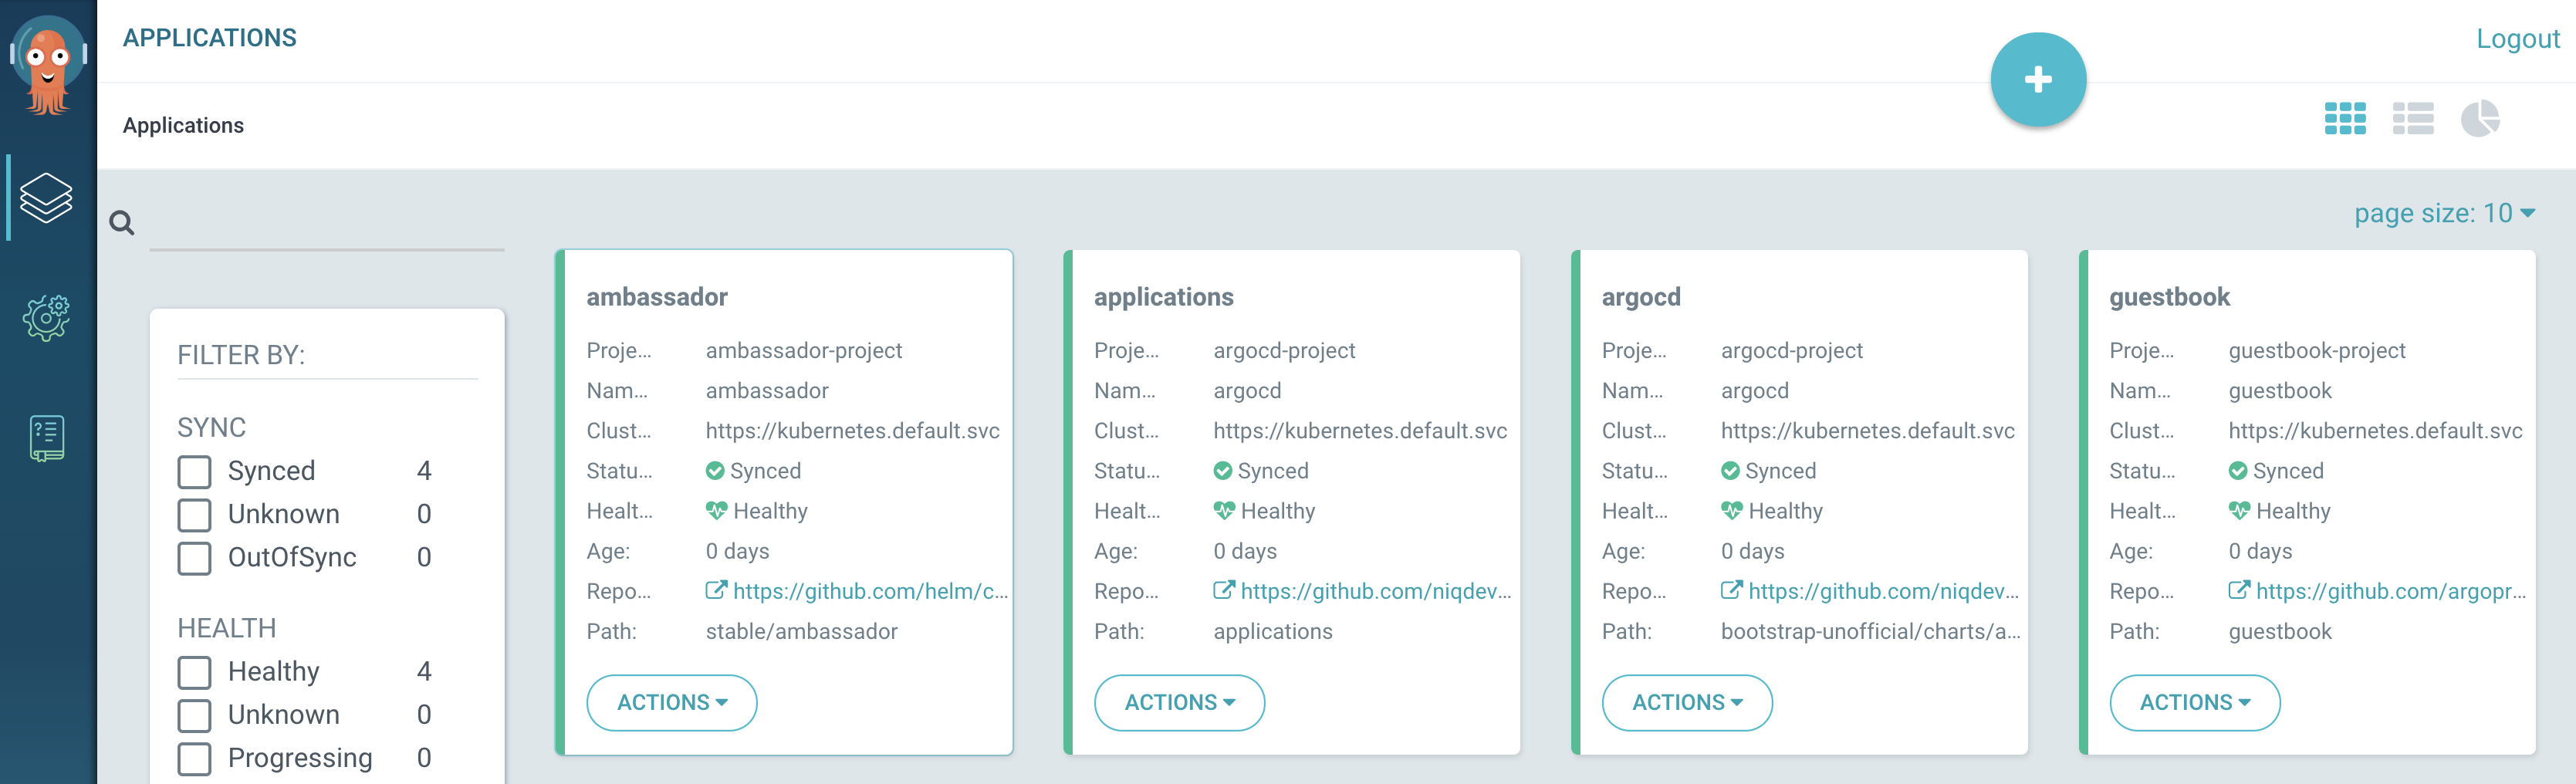 APPLICATIONS
Logout
Applications
page size: 10
FILTER BY:
SYNC
Synced 4
Unknown 0
OutOfSync 0
HEALTH
Healthy 4
Unknown 0
Progressing 0
ambassador
Proje... ambassador-project
Nam... ambassador
Clust... https://kubernetes.default.svc
Statu... Synced
Healt... Healthy
Age: 0 days
Repo... https://github.com/helm/c...
Path: stable/ambassador
ACTIONS
applications
Proje... argocd-project
Nam... argocd
Clust... https://kubernetes.default.svc
Statu... Synced
Healt... Healthy
Age: 0 days
Repo... https://github.com/niqdev...
Path: applications
ACTIONS
argocd
Proje... argocd-project
Nam... argocd
Clust... https://kubernetes.default.svc
Statu... Synced
Healt... Healthy
Age: 0 days
Repo... https://github.com/niqdev...
Path: bootstrap-unofficial/charts/a...
ACTIONS
guestbook
Proje... guestbook-project
Nam... guestbook
Clust... https://kubernetes.default.svc
Statu... Synced
Healt... Healthy
Age: 0 days
Repo... https://github.com/argopr...
Path: guestbook
ACTIONS